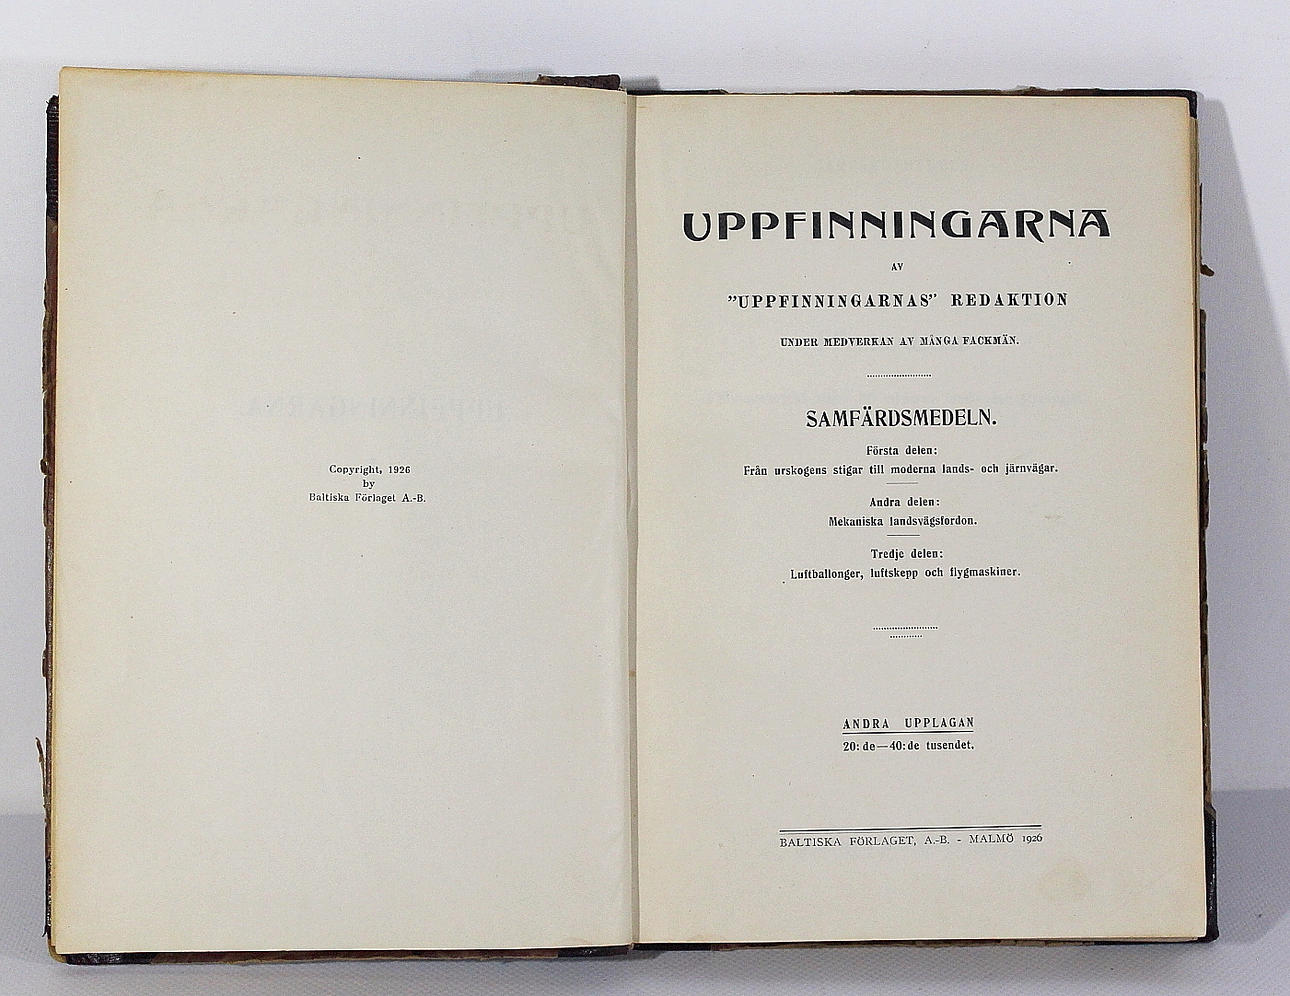 Copyright, 1926
by
Baltiska Förlaget A.-B.
UPPFINNINGARNA
AV
”UPPFINNINGARNAS” REDAKTION
UNDER MEDVERKAN AV MÅNGA FACKMÄN.
SAMFÄRDSMEDELN.
Första delen:
Från urskogens stigar till moderna lands- och järnvägar.
Andra delen:
Mekaniska landsvägsfordon.
Tredje delen:
Luftballonger, luftskepp och flygmaskiner.
ANDRA UPPLAGAN
20:de—40:de tusendet.
BALTISKA FÖRLAGET, A.-B. - MALMÖ 1926